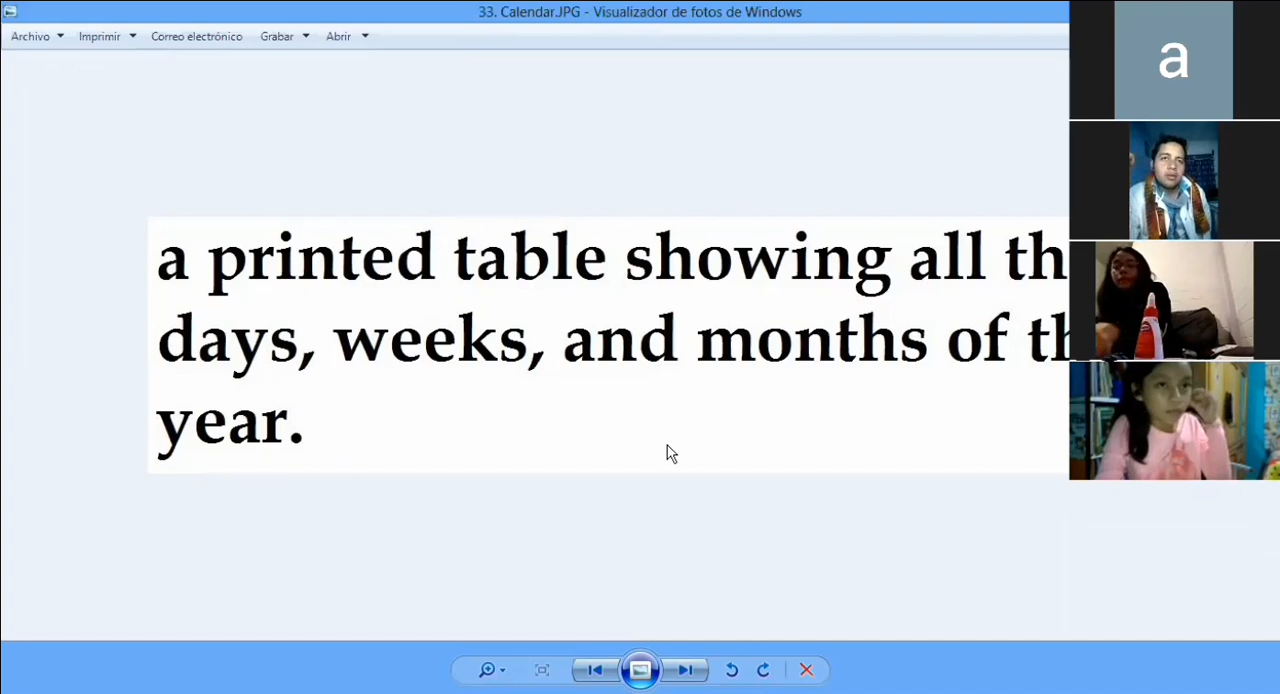 33. Calendar.JPG - Visualizador de fotos de Windows
Archivo Imprimir Correo electrónico Grabar Abrir
a
a printed table showing all th
days, weeks, and months of th
year.